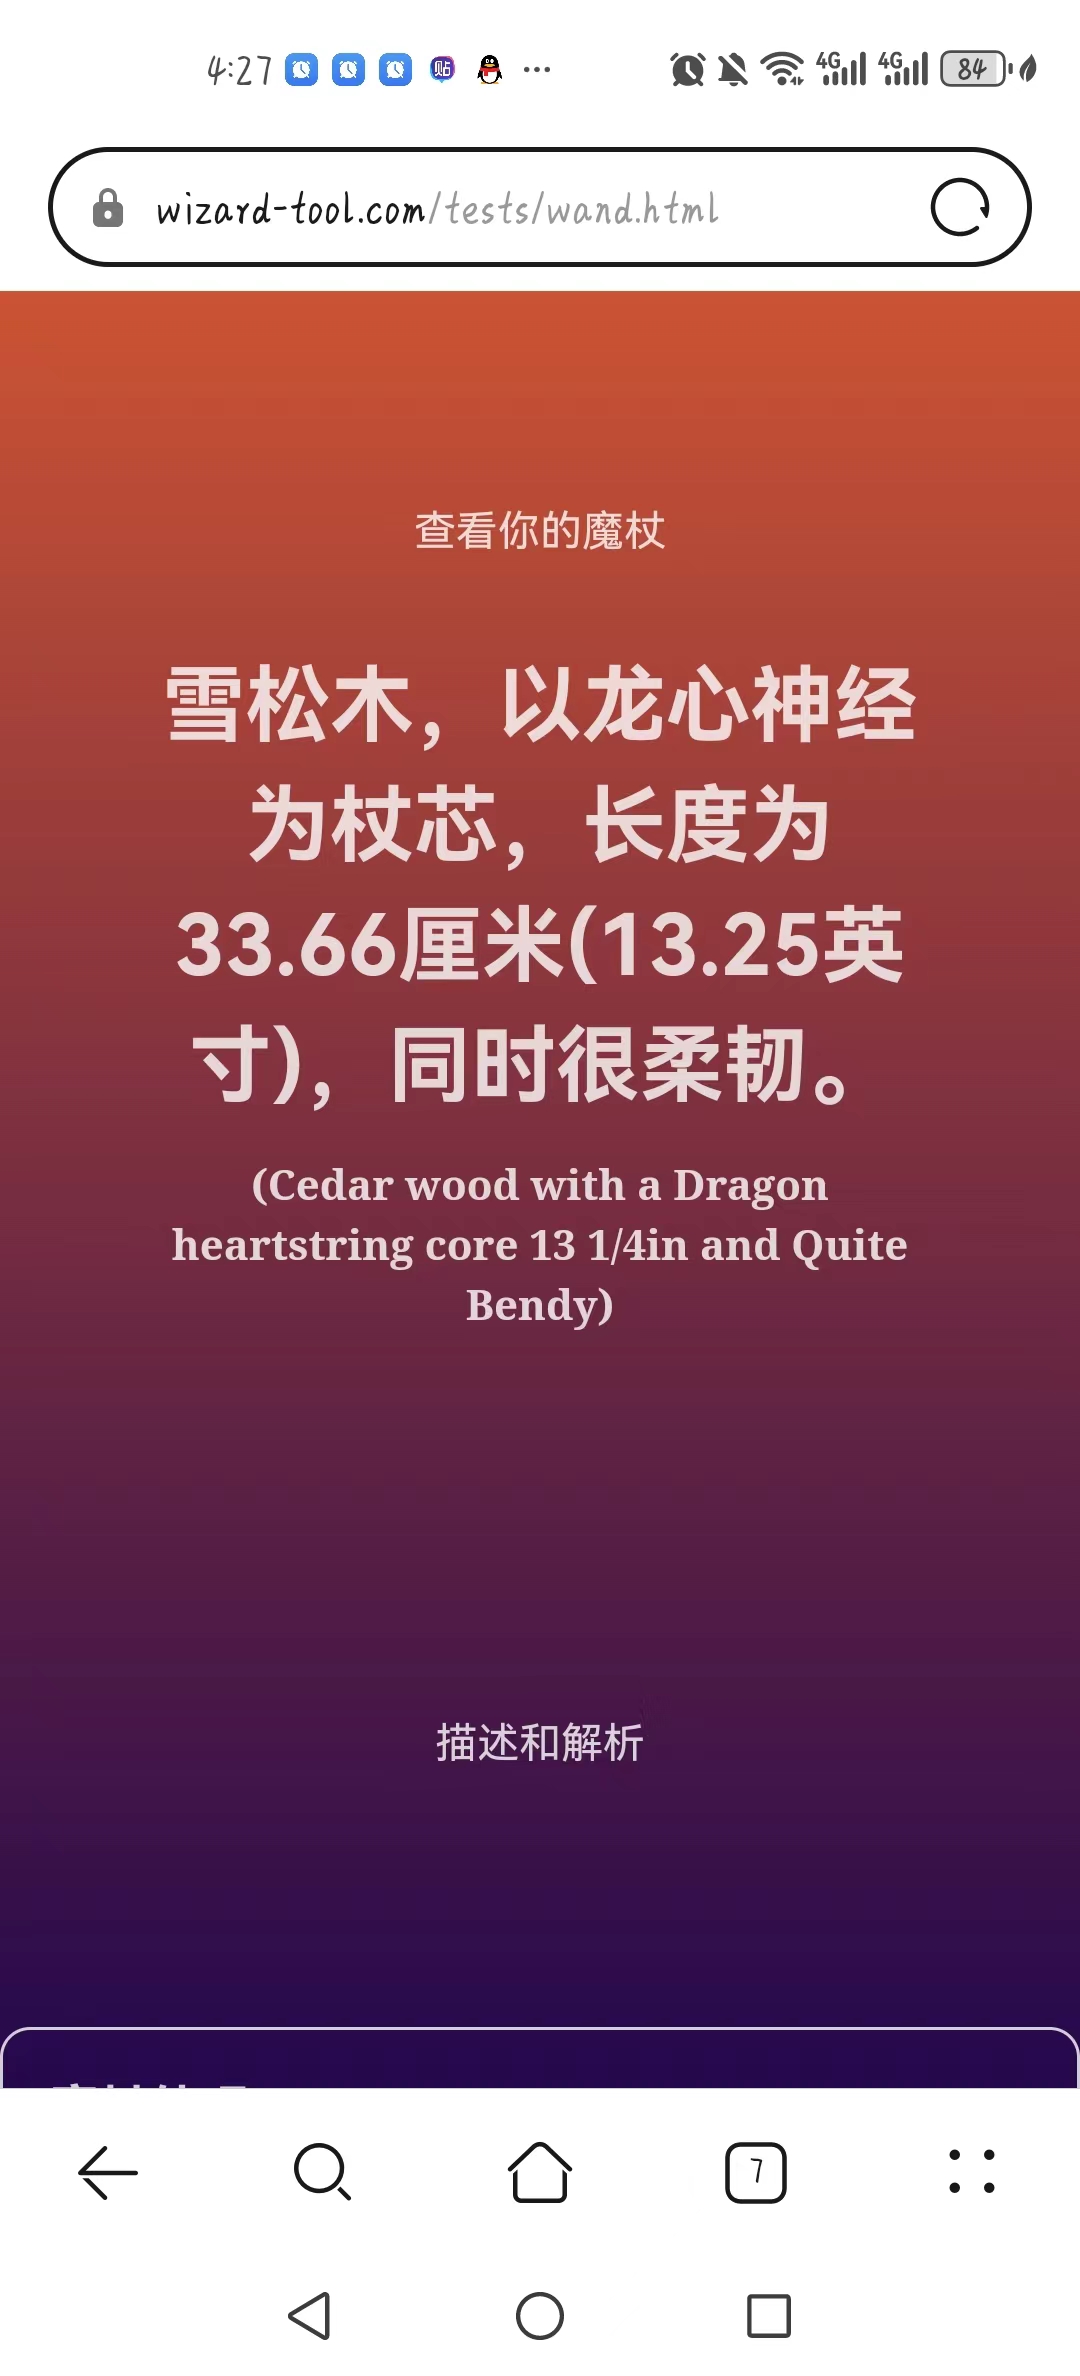 4:27
贴
4G
4G
84
wizard-tool.com/tests/wand.html
查看你的魔杖
雪松木，以龙心神经
为杖芯，长度为
33.66厘米(13.25英
寸)，同时很柔韧。
(Cedar wood with a Dragon
heartstring core 13 1/4in and Quite
Bendy)
描述和解析
7